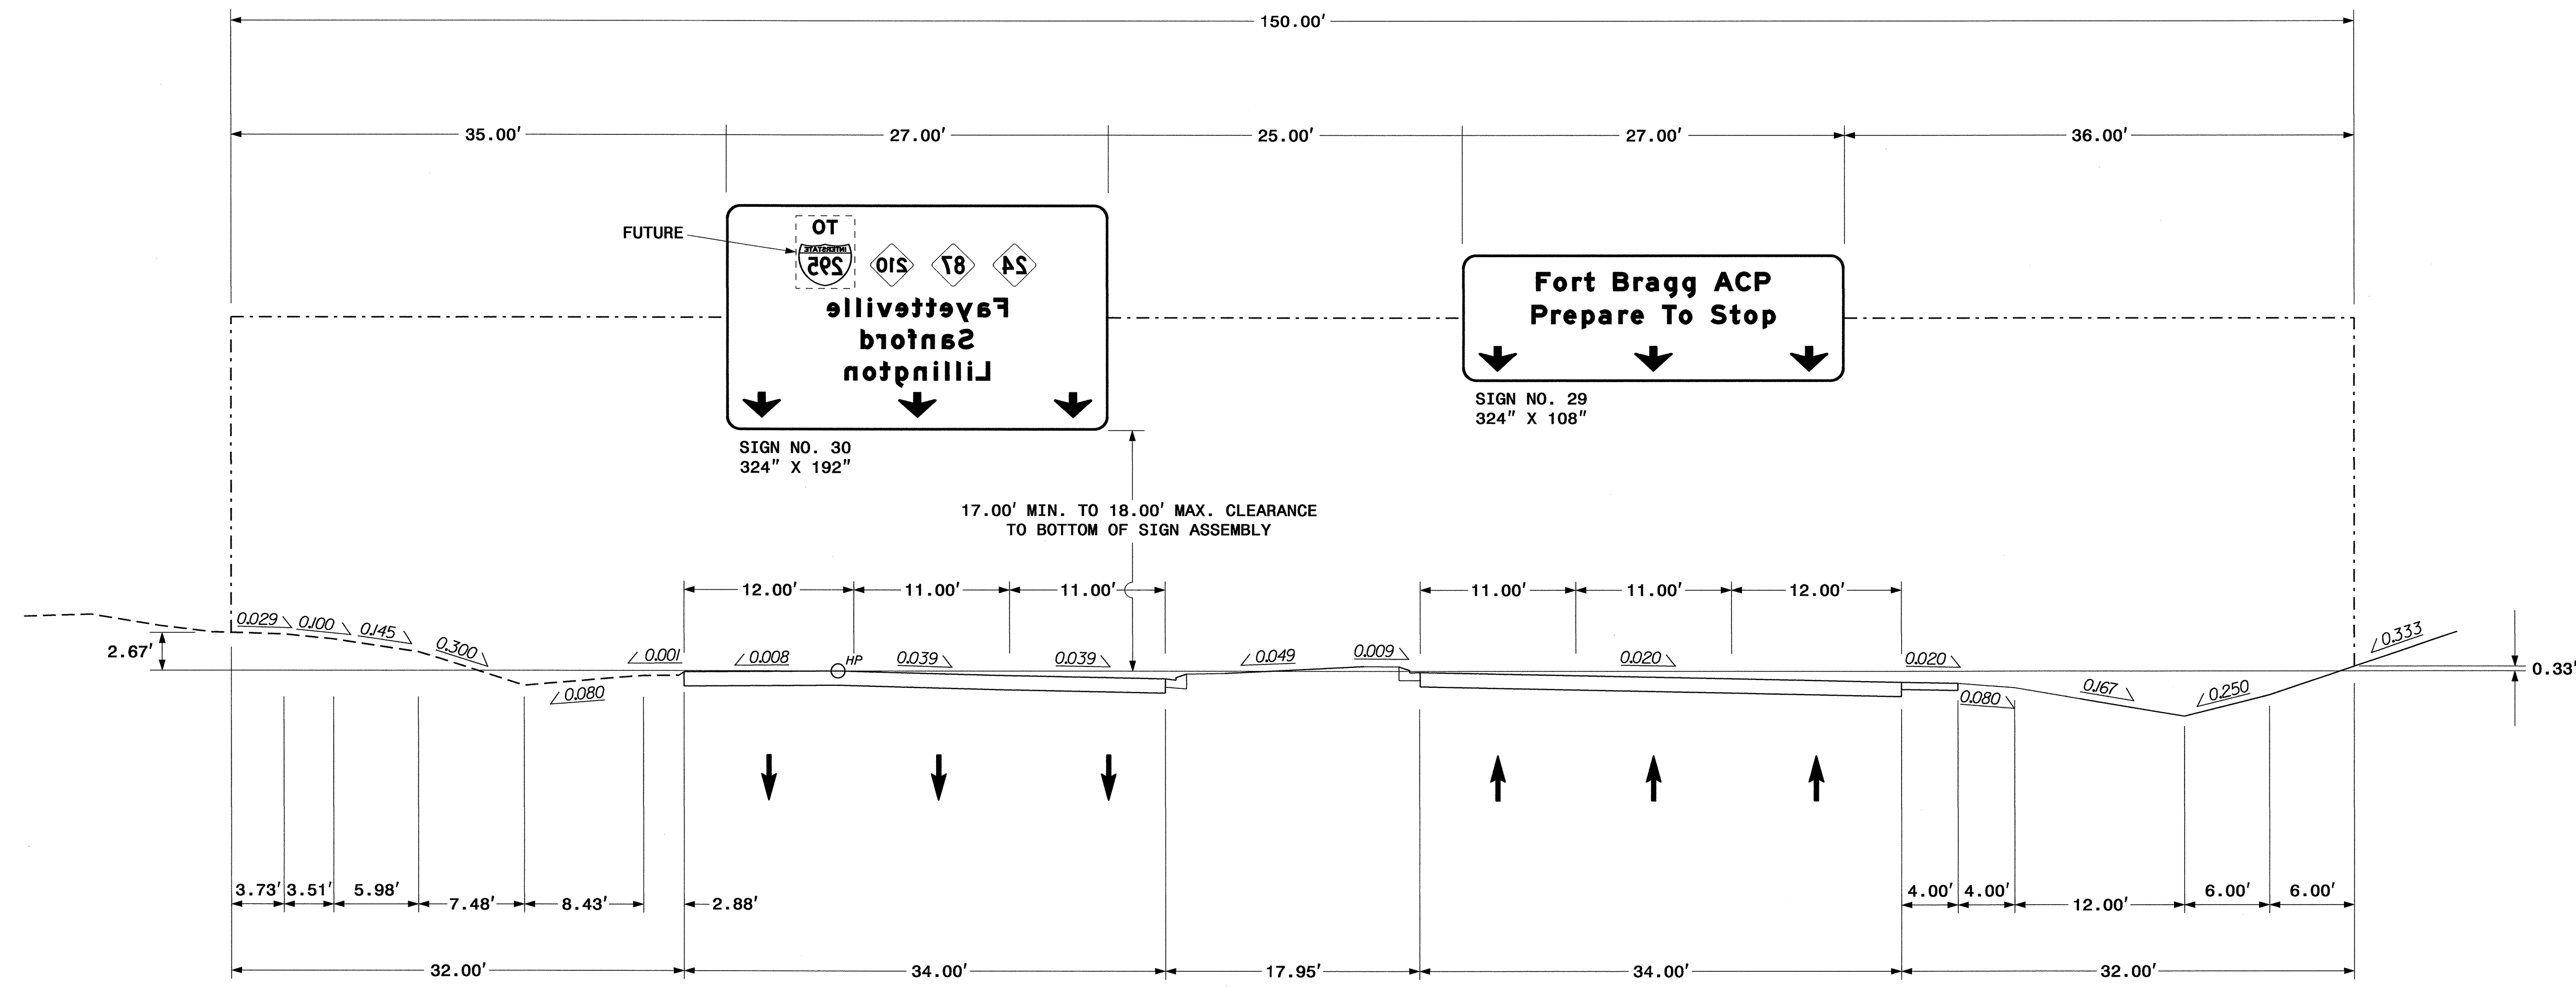 150.00'
35.00' 27.00' 25.00' 27.00' 36.00'
FUTURE
TO
INTERSTATE
295 210 87 24
Fayetteville
Sanford
Lillington
Fort Bragg ACP
Prepare To Stop
SIGN NO. 29
324" X 108"
SIGN NO. 30
324" X 192"
17.00' MIN. TO 18.00' MAX. CLEARANCE
TO BOTTOM OF SIGN ASSEMBLY
12.00' 11.00' 11.00' 11.00' 11.00' 12.00'
2.67' 0.029 0.100 0.145 0.300 0.080 0.001 0.008 HP 0.039 0.039 0.049 0.009 0.020 0.020 0.080 0.167 0.250 0.333 0.33'
3.73' 3.51' 5.98' 7.48' 8.43' 2.88' 4.00' 4.00' 12.00' 6.00' 6.00'
32.00' 34.00' 17.95' 34.00' 32.00'